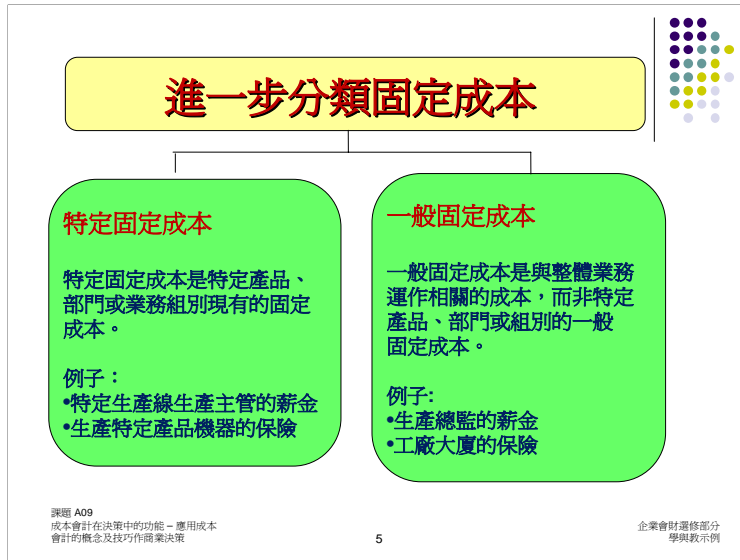 進一步分類固定成本
特定固定成本
特定固定成本是特定產品、
部門或業務組別現有的固定
成本。
例子：
•特定生產線生產主管的薪金
•生產特定產品機器的保險
一般固定成本
一般固定成本是與整體業務
運作相關的成本，而非特定
產品、部門或組別的一般
固定成本。
例子:
•生產總監的薪金
•工廠大廈的保險
課題 A09
成本會計在決策中的功能 – 應用成本
會計的概念及技巧作商業決策
5
企業會財選修部分
學與教示例